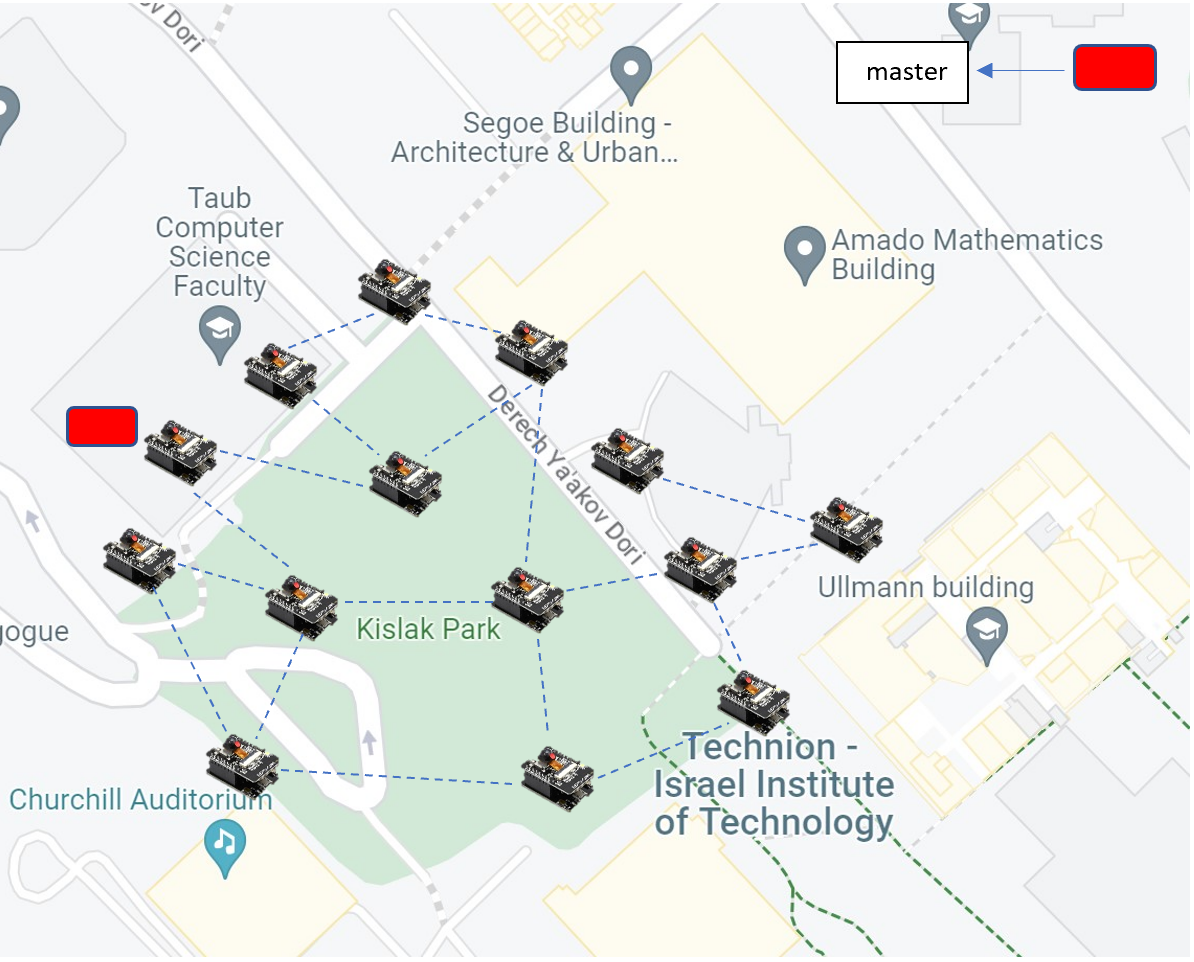 ov Dori
master
Segoe Building -
Architecture & Urban...
Taub
Computer
Science
Faculty
Amado Mathematics
Building
Derech Ya'akov Dori
Ullmann building
gogue
Kislak Park
Technion -
Israel Institute
of Technology
Churchill Auditorium